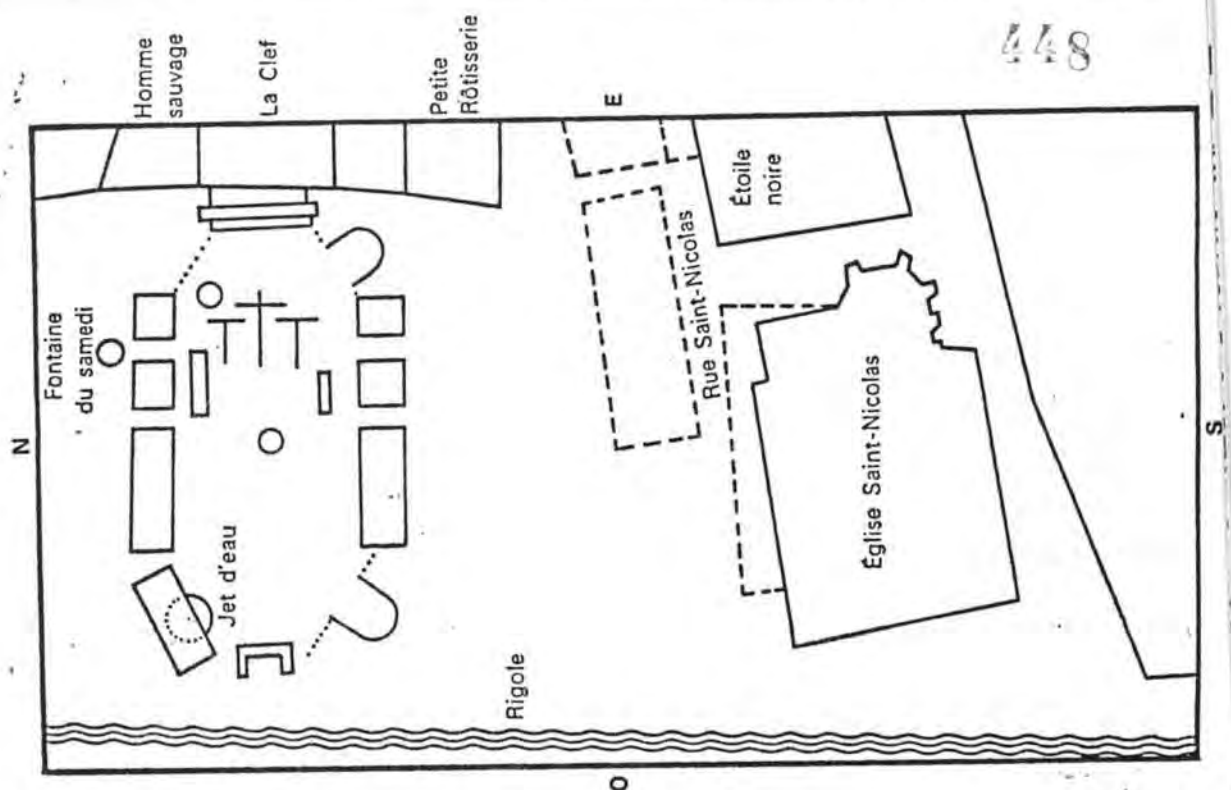 448
Homme
sauvage
La Clef
Petite
Rôtisserie
N
E
Fontaine
du samedi
Étoile
noire
Rue Saint-Nicolas
Jet d'eau
Église Saint-Nicolas
Rigole
S
O